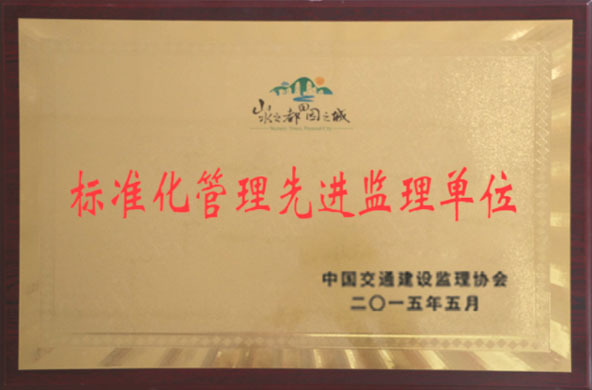 山水之都田园之城
标准化管理先进监理单位
中国交通建设监理协会
二〇一五年五月